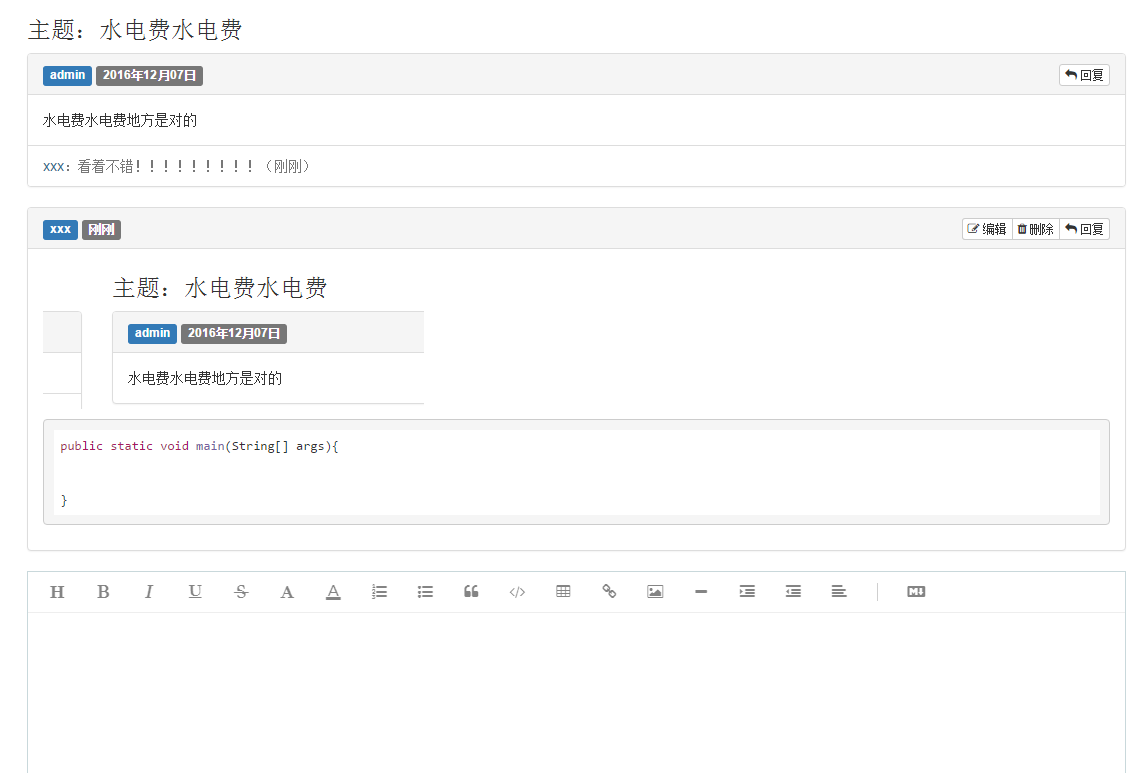 主题：水电费水电费
admin 2016年12月07日 回复
水电费水电费地方是对的
xxx：看着不错！！！！！！！！！（刚刚）
xxx 刚刚 编辑 删除 回复
主题：水电费水电费
admin 2016年12月07日
水电费水电费地方是对的
public static void main(String[] args){
}
H B I U S A A </> M↓